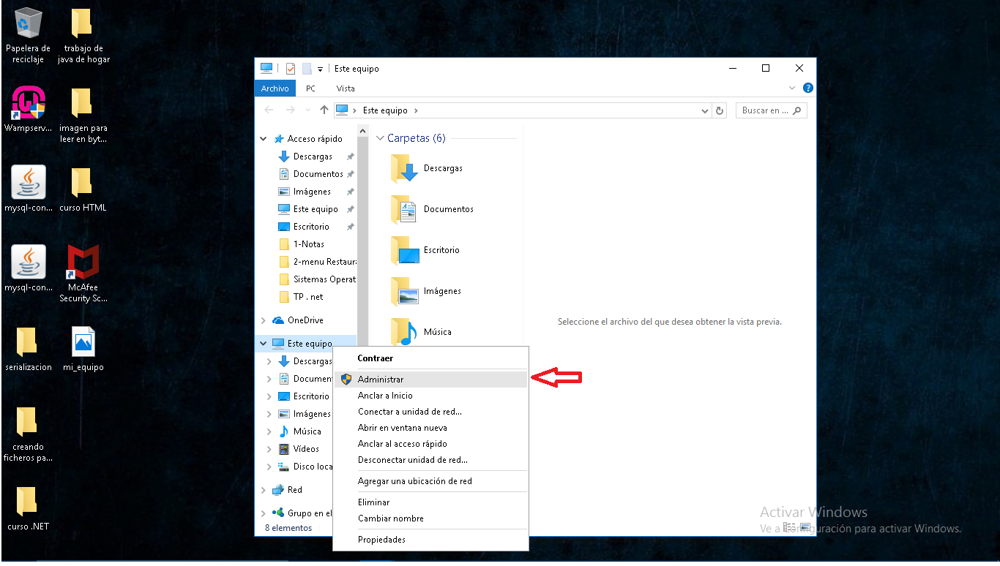 Papelera de
reciclaje
trabajo de
java de hogar
Wampserv...
imagen para
leer en byt...
mysql-con...
curso HTML
mysql-con...
McAfee
Security Sc...
serializacion
mi_equipo
creando
ficheros pa...
curso .NET
Este equipo
Archivo PC Vista
Este equipo
Buscar en ...
Acceso rápido
Descargas
Documentos
Imágenes
Este equipo
Escritorio
1-Notas
2-menu Restaur
Sistemas Operat
TP . net
OneDrive
Este equipo
Descargas
Documen
Escritorio
Imágenes
Música
Vídeos
Disco loca
Red
Grupo en el
8 elementos
Carpetas (6)
Descargas
Documentos
Escritorio
Imágenes
Música
Seleccione el archivo del que desea obtener la vista previa.
Contraer
Administrar
Anclar a Inicio
Conectar a unidad de red...
Abrir en ventana nueva
Anclar al acceso rápido
Desconectar unidad de red...
Agregar una ubicación de red
Eliminar
Cambiar nombre
Propiedades
Activar Windows
Ve a Configuración para activar Windows.